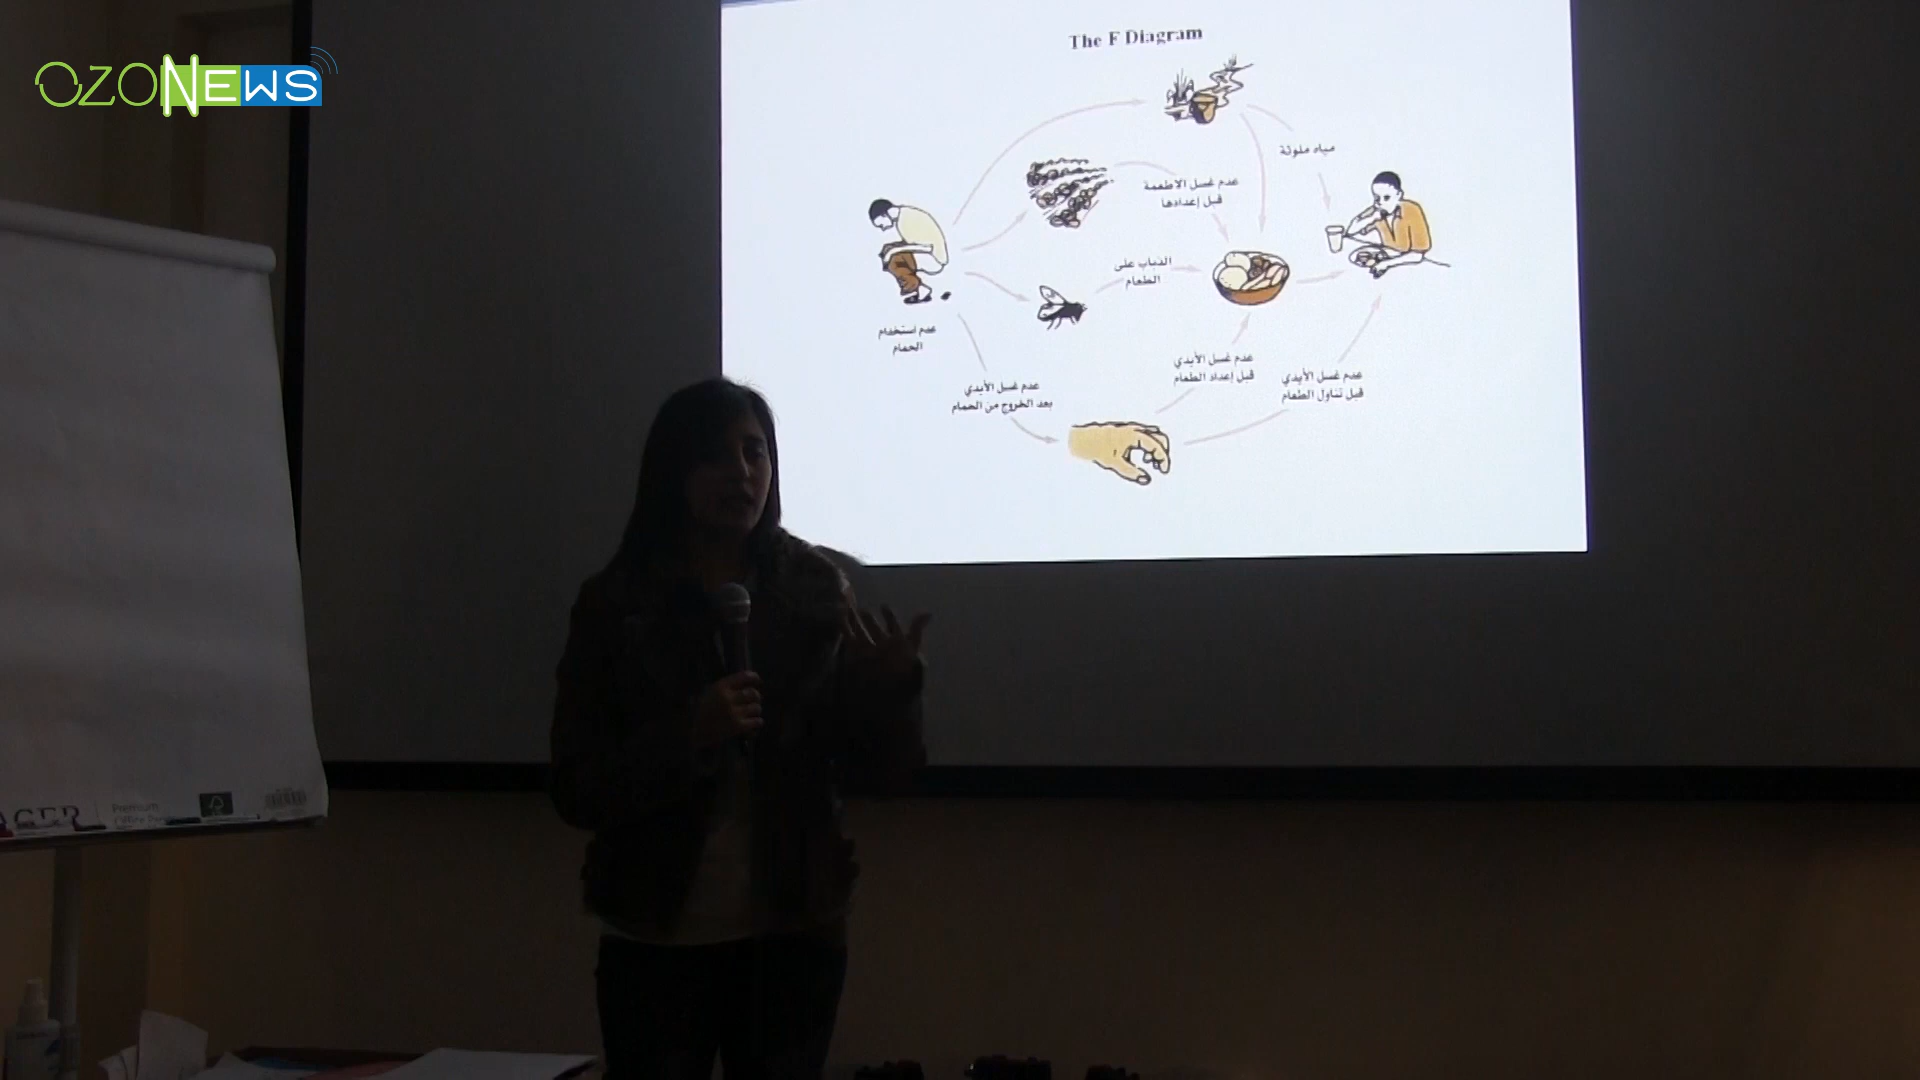 OZONEWS
The F Diagram
مياه ملوثة
عدم غسل الاطعمة
قبل إعدادها
الذباب على
الطعام
عدم استخدام
الحمام
عدم غسل الأيدي
قبل إعداد الطعام
عدم غسل الأيدي
قبل تناول الطعام
عدم غسل الأيدي
بعد الخروج من الحمام
Premium